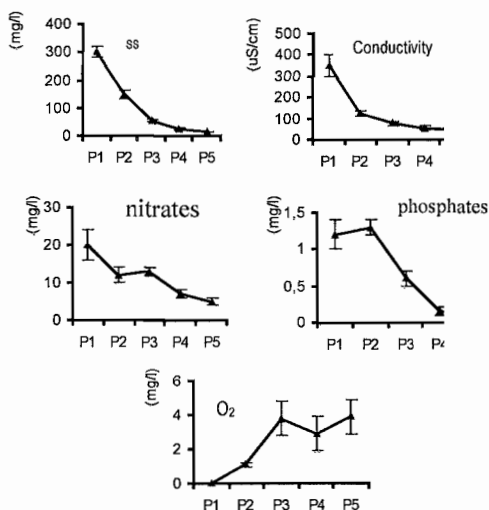 (mg/l)
SS
400
300
200
100
0
P1 P2 P3 P4 P5
(uS/cm)
Conductivity
500
400
300
200
100
0
P1 P2 P3 P4
(mg/l)
nitrates
30
20
10
0
P1 P2 P3 P4 P5
(mg/l)
phosphates
1,5
1
0,5
0
P1 P2 P3 P4
(mg/l)
O₂
6
4
2
0
P1 P2 P3 P4 P5